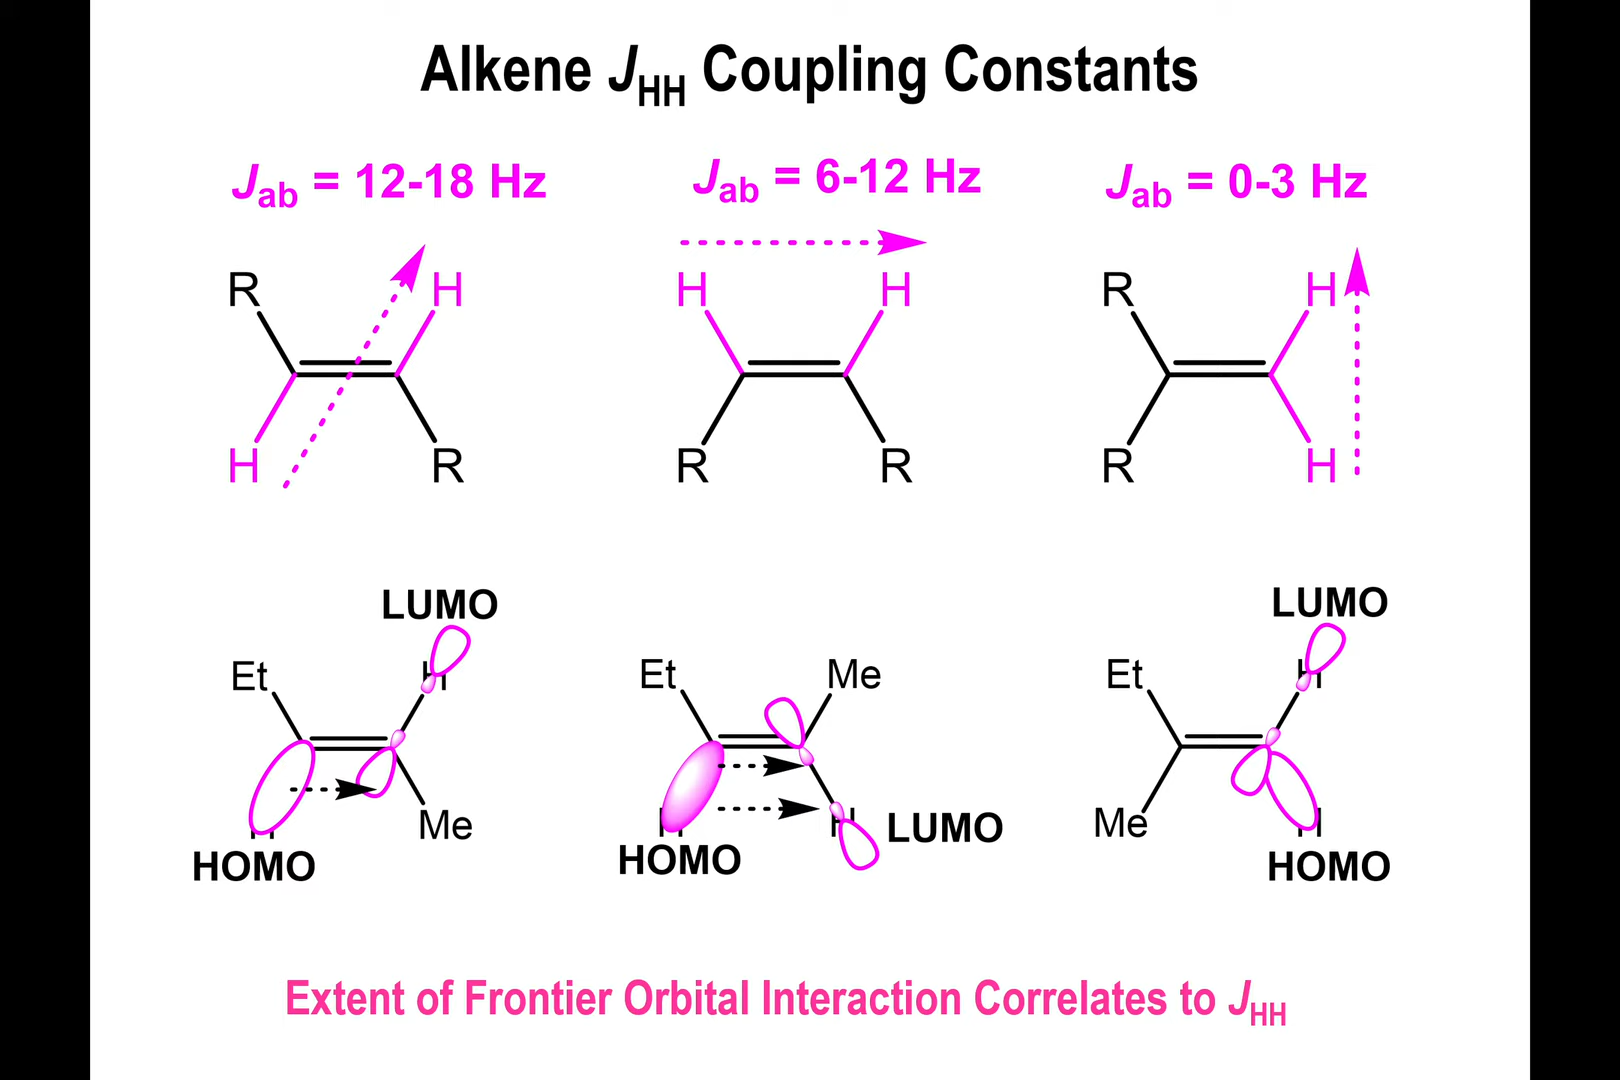 Alkene JHH Coupling Constants
Jab = 12-18 Hz
Jab = 6-12 Hz
Jab = 0-3 Hz
R H H H R H
H R R R R H
LUMO LUMO
Et H Et Me Et H
H Me H H LUMO Me H
HOMO HOMO HOMO
Extent of Frontier Orbital Interaction Correlates to JHH